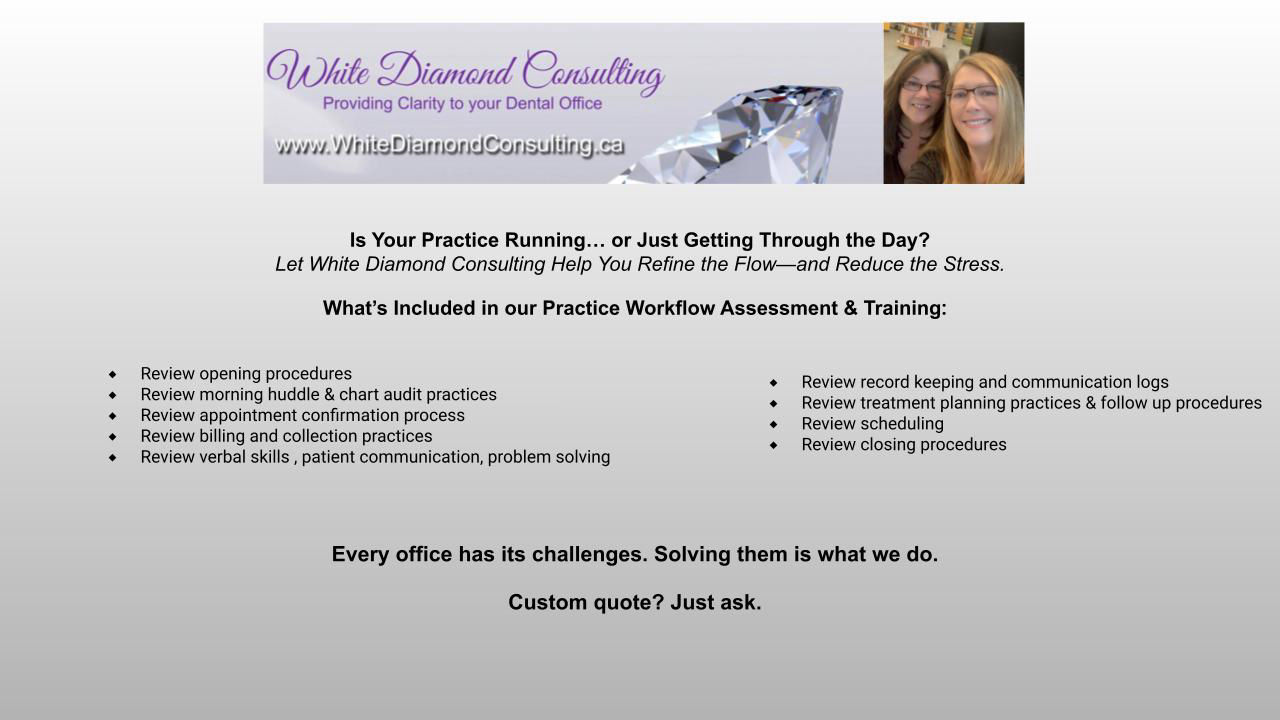 White Diamond Consulting
Providing Clarity to your Dental Office
www.WhiteDiamondConsulting.ca
Is Your Practice Running… or Just Getting Through the Day?
Let White Diamond Consulting Help You Refine the Flow—and Reduce the Stress.
What’s Included in our Practice Workflow Assessment & Training:
◆ Review opening procedures
◆ Review morning huddle & chart audit practices
◆ Review appointment confirmation process
◆ Review billing and collection practices
◆ Review verbal skills , patient communication, problem solving
◆ Review record keeping and communication logs
◆ Review treatment planning practices & follow up procedures
◆ Review scheduling
◆ Review closing procedures
Every office has its challenges. Solving them is what we do.
Custom quote? Just ask.